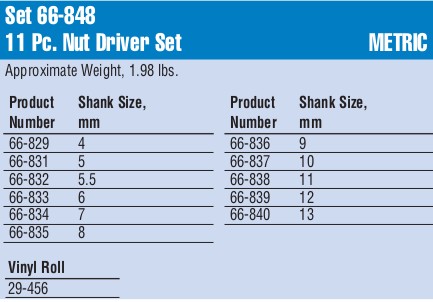 Set 66-848
11 Pc. Nut Driver Set METRIC
Approximate Weight, 1.98 lbs.
Product Shank Size,
Number mm
66-829 4
66-831 5
66-832 5.5
66-833 6
66-834 7
66-835 8
Product Shank Size,
Number mm
66-836 9
66-837 10
66-838 11
66-839 12
66-840 13
Vinyl Roll
29-456